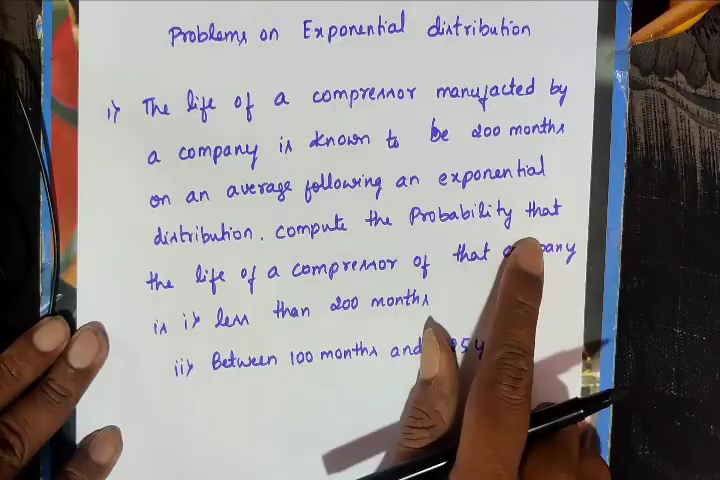 Problems on Exponential distribution
i) The life of a compressor manufacted by
a company is known to be 200 months
on an average following an exponential
distribution. compute the Probability that
the life of a compressor of that
is i) less than 200 months
ii) Between 100 months and